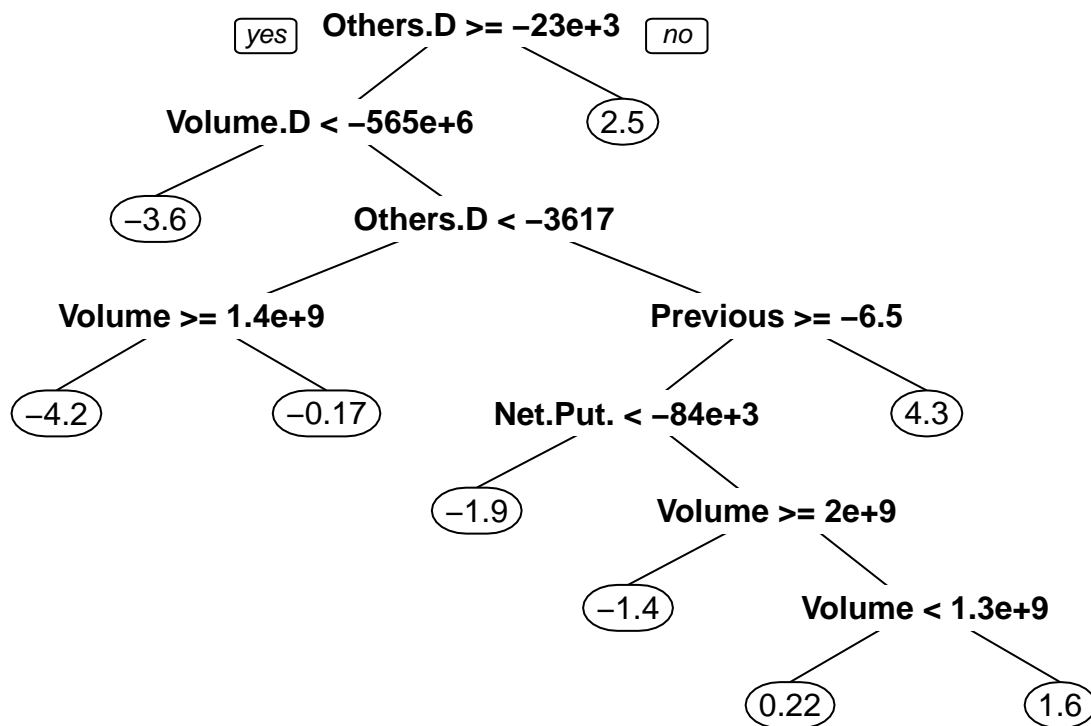 yes Others.D >= −23e+3 no
Volume.D < −565e+6 2.5
−3.6 Others.D < −3617
Volume >= 1.4e+9 Previous >= −6.5
−4.2 −0.17 Net.Put. < −84e+3 4.3
−1.9 Volume >= 2e+9
−1.4 Volume < 1.3e+9
0.22 1.6